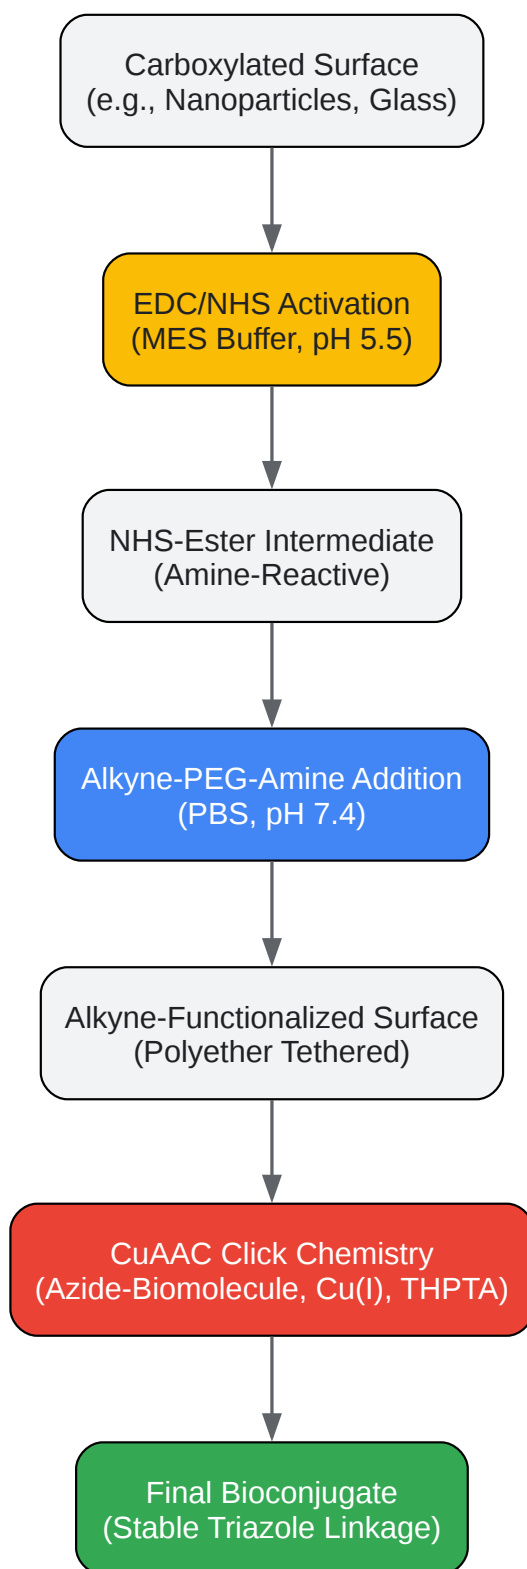 Carboxylated Surface
(e.g., Nanoparticles, Glass)
EDC/NHS Activation
(MES Buffer, pH 5.5)
NHS-Ester Intermediate
(Amine-Reactive)
Alkyne-PEG-Amine Addition
(PBS, pH 7.4)
Alkyne-Functionalized Surface
(Polyether Tethered)
CuAAC Click Chemistry
(Azide-Biomolecule, Cu(I), THPTA)
Final Bioconjugate
(Stable Triazole Linkage)